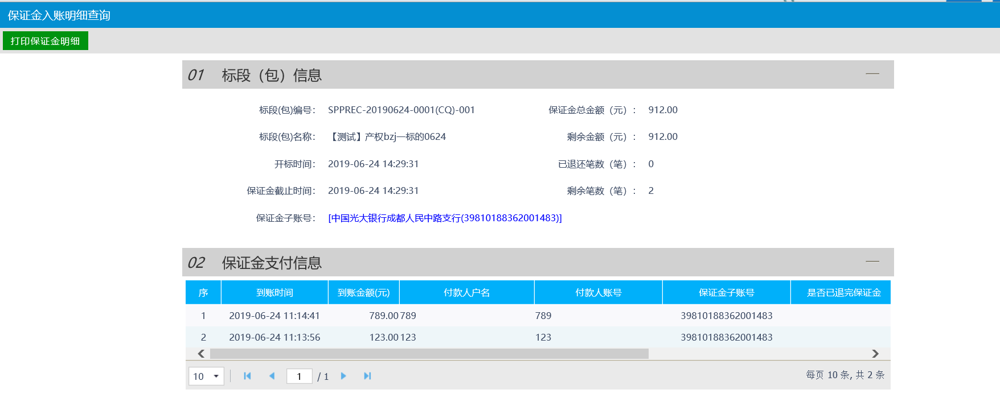 保证金入账明细查询
打印保证金明细
01 标段（包）信息
标段(包)编号： SPPREC-20190624-0001(CQ)-001 保证金总金额（元）： 912.00
标段(包)名称： 【测试】产权bzj一标的0624 剩余金额（元）： 912.00
开标时间： 2019-06-24 14:29:31 已退还笔数（笔）： 0
保证金截止时间： 2019-06-24 14:29:31 剩余笔数（笔）： 2
保证金子账号： [中国光大银行成都人民中路支行(39810188362001483)]
02 保证金支付信息
序 到账时间 到账金额(元) 付款人户名 付款人账号 保证金子账号 是否已退完保证金
1 2019-06-24 11:14:41 789.00 789 789 39810188362001483
2 2019-06-24 11:13:56 123.00 123 123 39810188362001483
10 1 / 1 每页 10 条, 共 2 条